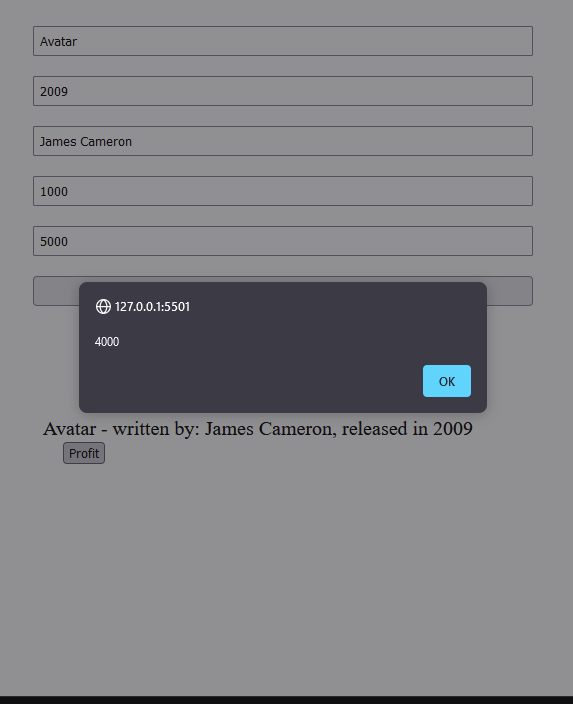 Avatar
2009
James Cameron
1000
5000
127.0.0.1:5501
4000
OK
Avatar - written by: James Cameron, released in 2009
Profit